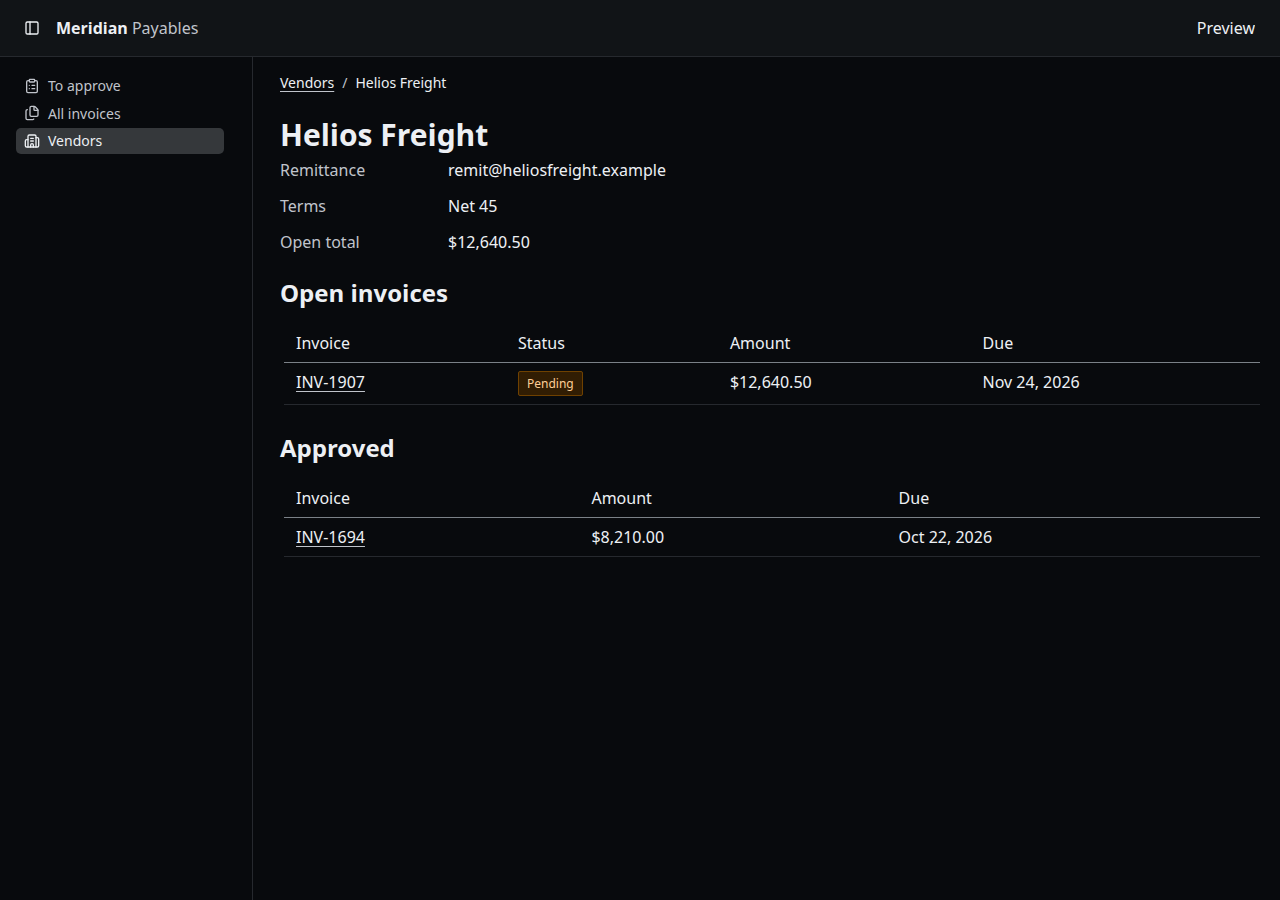 Meridian Payables
Preview
To approve
All invoices
Vendors
Vendors / Helios Freight
Helios Freight
Remittance remit@heliosfreight.example
Terms Net 45
Open total $12,640.50
Open invoices
Invoice Status Amount Due
INV-1907 Pending $12,640.50 Nov 24, 2026
Approved
Invoice Amount Due
INV-1694 $8,210.00 Oct 22, 2026